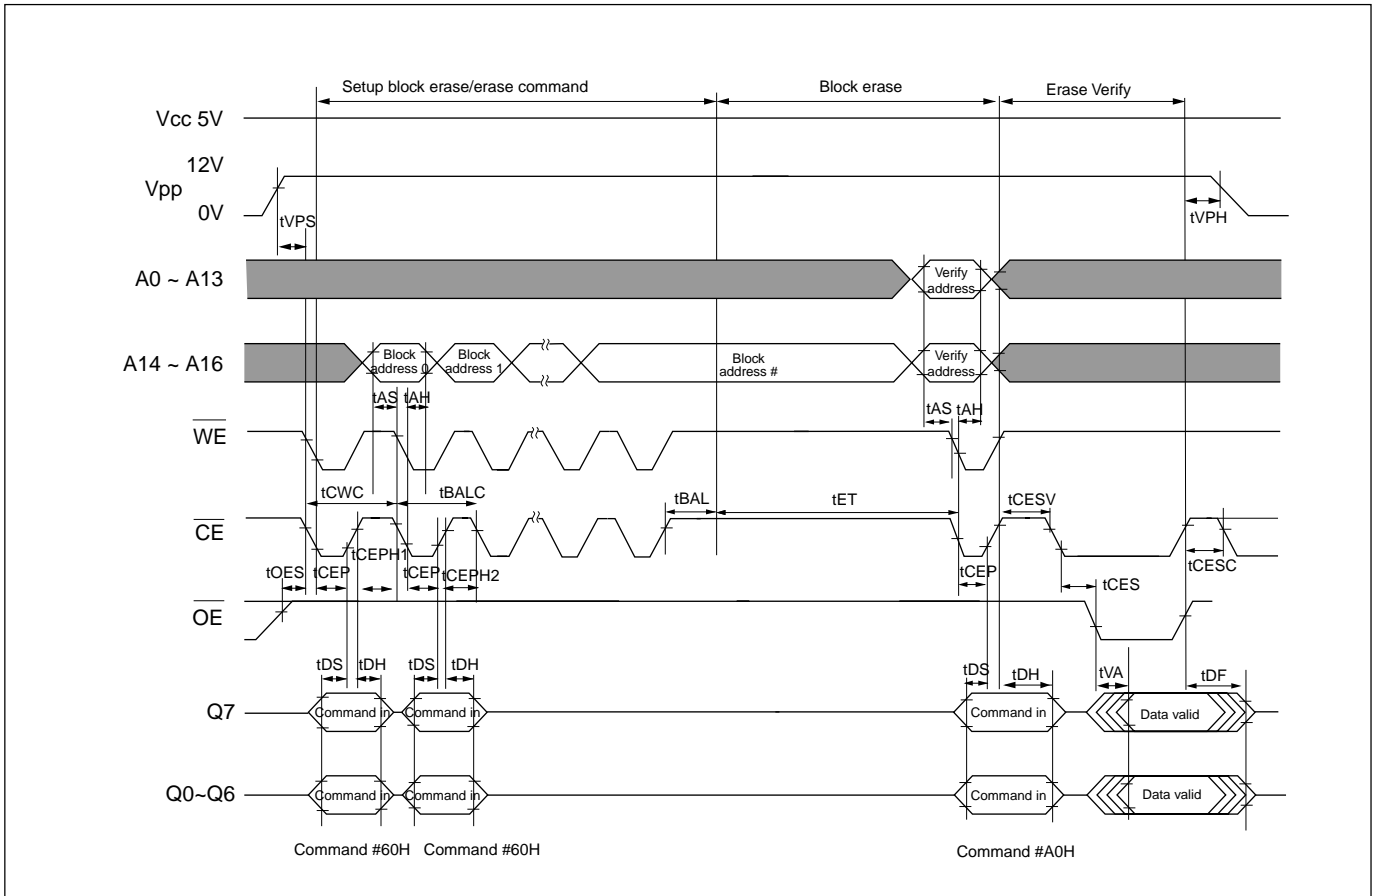 Setup block erase/erase command
Block erase
Erase Verify
Vcc 5V
12V
Vpp
0V
tVPS
tVPH
A0 ~ A13
Verify
address
A14 ~ A16
Block
address 0
Block
address 1
Block
address #
Verify
address
tAS
tAH
tAS
tAH
WE
tCWC
tBALC
tBAL
tET
tCESV
CE
tCEPH1
tOES
tCEP
tCEP
tCEPH2
tCEP
tCES
tCESC
OE
tDS
tDH
tDS
tDH
tDS
tDH
tVA
tDF
Q7
Command in
Command in
Command in
Data valid
Q0~Q6
Command in
Command in
Command in
Data valid
Command #60H
Command #60H
Command #A0H